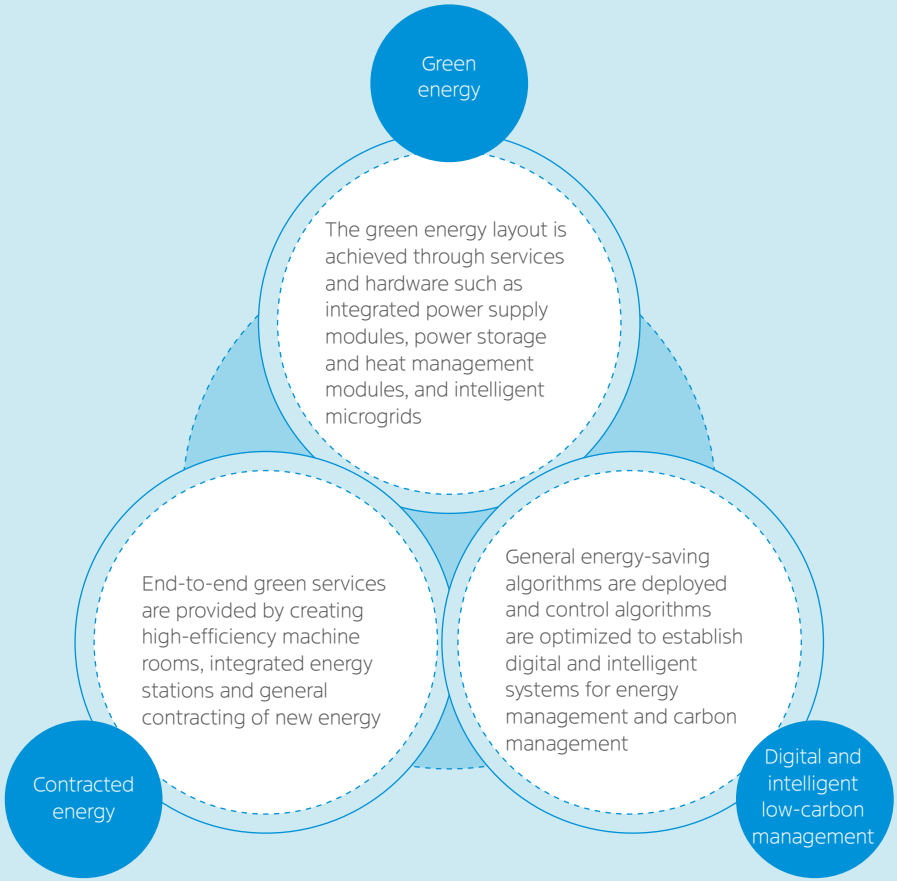 Green
energy
The green energy layout is
achieved through services
and hardware such as
integrated power supply
modules, power storage
and heat management
modules, and intelligent
microgrids
End-to-end green services
are provided by creating
high-efficiency machine
rooms, integrated energy
stations and general
contracting of new energy
Contracted
energy
General energy-saving
algorithms are deployed
and control algorithms
are optimized to establish
digital and intelligent
systems for energy
management and carbon
management
Digital and
intelligent
low-carbon
management